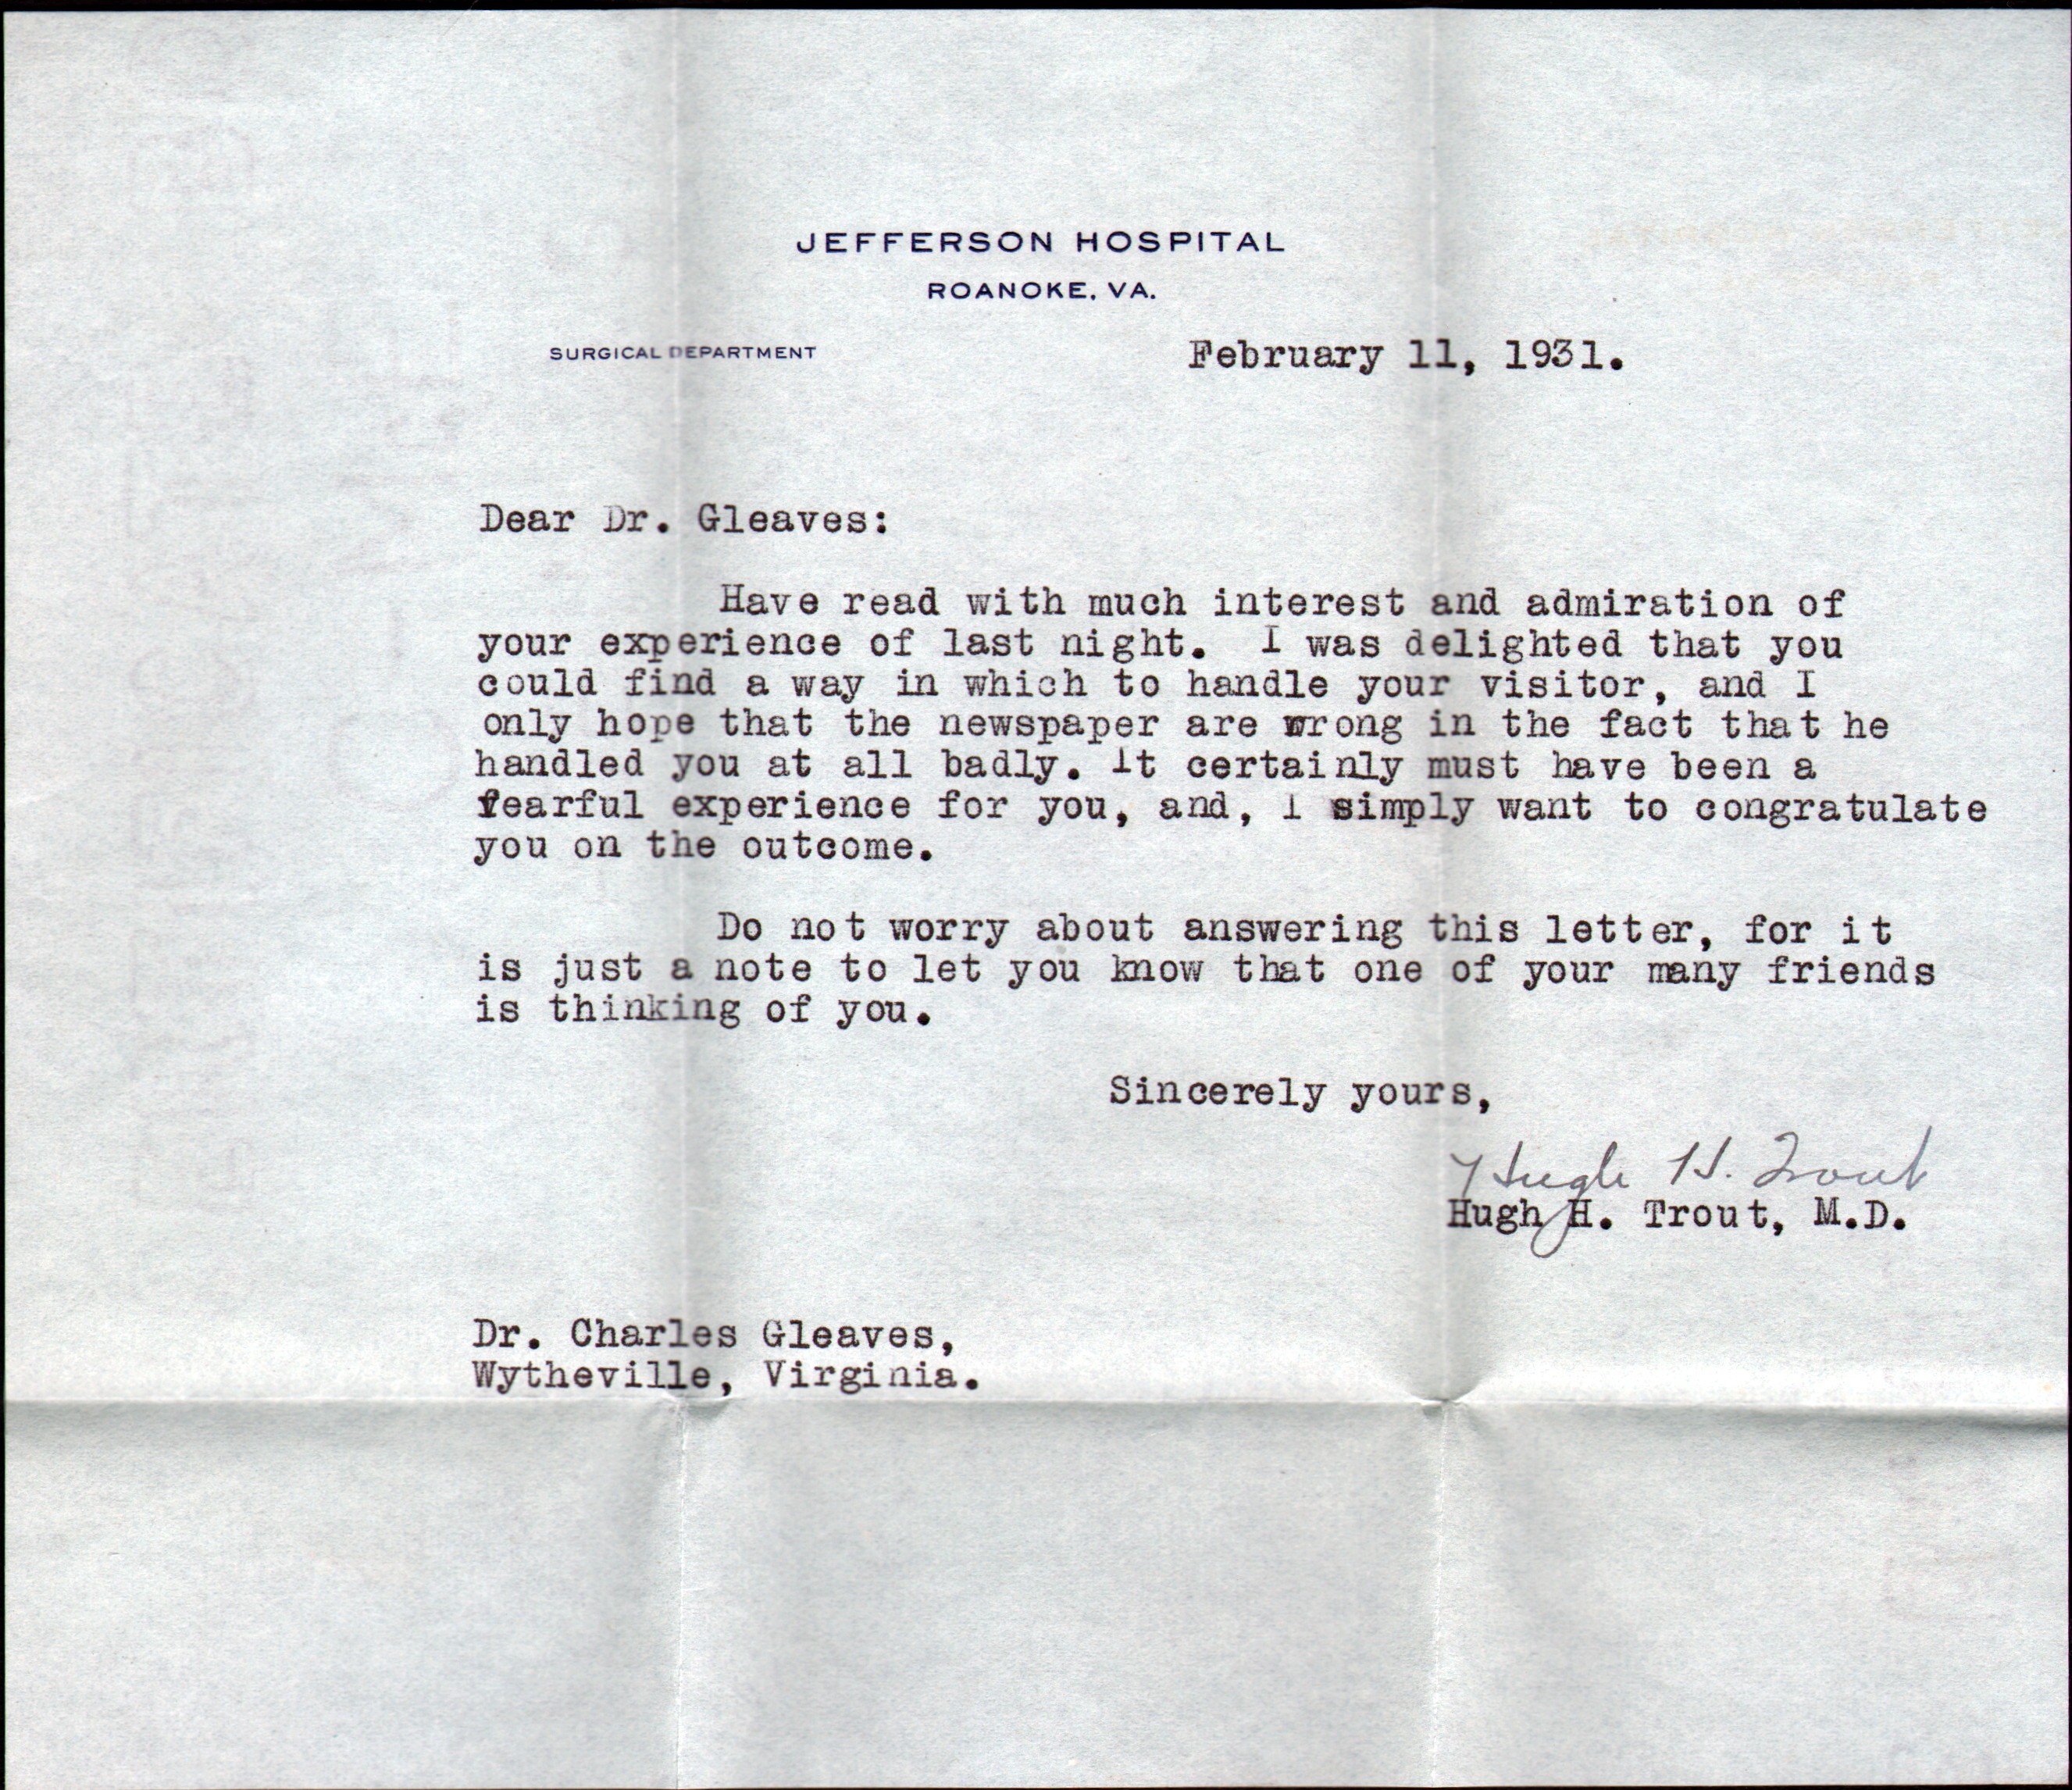 JEFFERSON HOSPITAL
ROANOKE, VA.
SURGICAL DEPARTMENT
February 11, 1931.
Dear Dr. Gleaves:
Have read with much interest and admiration of
your experience of last night. I was delighted that you
could find a way in which to handle your visitor, and I
only hope that the newspaper are wrong in the fact that he
handled you at all badly. It certainly must have been a
fearful experience for you, and, I simply want to congratulate
you on the outcome.
Do not worry about answering this letter, for it
is just a note to let you know that one of your many friends
is thinking of you.
Sincerely yours,
Hugh H. Trout
Hugh H. Trout, M.D.
Dr. Charles Gleaves,
Wytheville, Virginia.